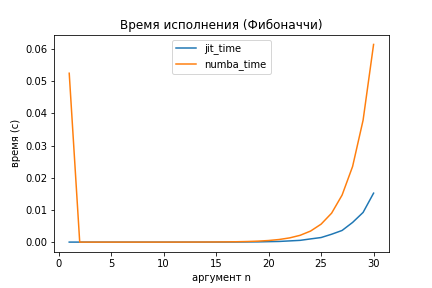 Время исполнения (Фибоначчи)
jit_time
numba_time
время (с)
0.06
0.05
0.04
0.03
0.02
0.01
0.00
0 5 10 15 20 25 30
аргумент n